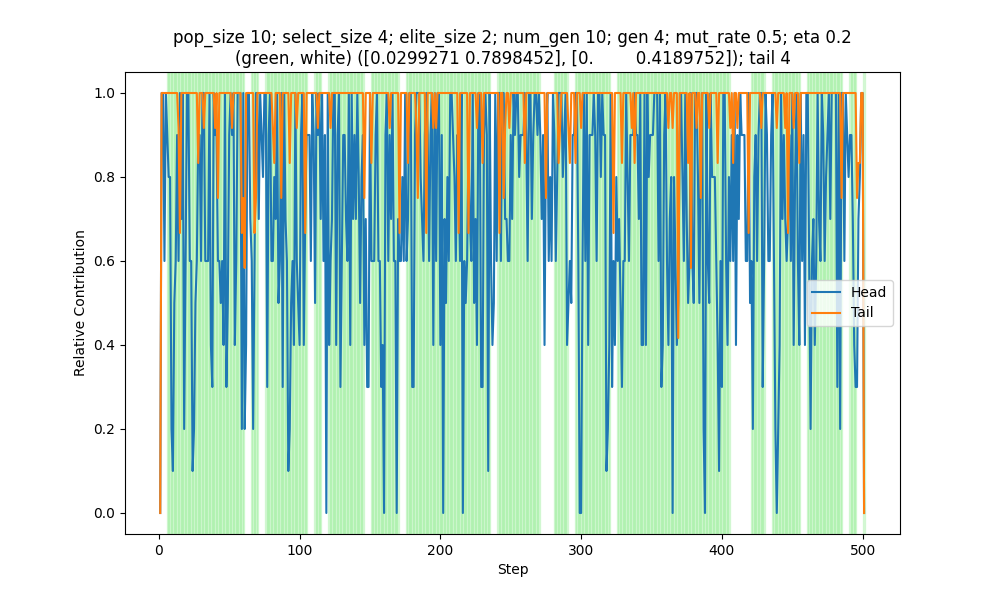 pop_size 10; select_size 4; elite_size 2; num_gen 10; gen 4; mut_rate 0.5; eta 0.2
(green, white) ([0.0299271 0.7898452], [0.         0.4189752]); tail 4
1.0
0.8
0.6
0.4
0.2
0.0
Relative Contribution
Head
Tail
0 100 200 300 400 500
Step